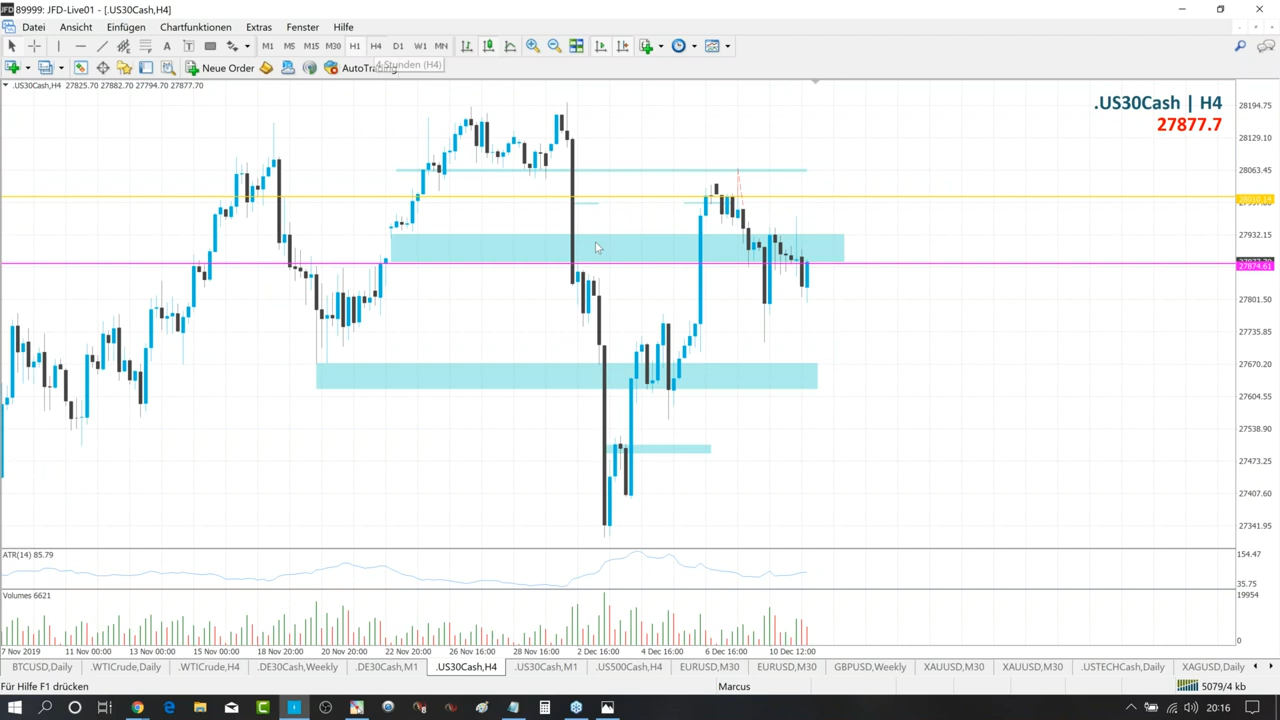 89999: JFD-Live01 - [.US30Cash,H4]
Datei Ansicht Einfügen Chartfunktionen Extras Fenster Hilfe
M1 M5 M15 M30 H1 H4 D1 W1 MN
Neue Order AutoTrading
4 Stunden (H4)
.US30Cash,H4 27825.70 27882.70 27794.70 27877.70
.US30Cash | H4
27877.7
28194.75
28129.10
28063.45
28010.14
27932.15
27874.61
27801.50
27735.85
27670.20
27604.55
27538.90
27473.25
27407.60
27341.95
ATR(14) 85.79
154.47
35.75
Volumes 6621
19954
0
7 Nov 2019 11 Nov 00:00 13 Nov 00:00 15 Nov 00:00 18 Nov 20:00 20 Nov 20:00 22 Nov 20:00 26 Nov 16:00 28 Nov 16:00 2 Dec 16:00 4 Dec 16:00 6 Dec 16:00 10 Dec 12:00
BTCUSD,Daily .WTICrude,Daily .WTICrude,H4 .DE30Cash,Weekly .DE30Cash,M1 .US30Cash,H4 .US30Cash,M1 .US500Cash,H4 EURUSD,M30 EURUSD,M30 GBPUSD,Weekly XAUUSD,M30 XAUUSD,M30 .USTECHCash,Daily XAGUSD,Daily
Für Hilfe F1 drücken Marcus 5079/4 kb
20:16